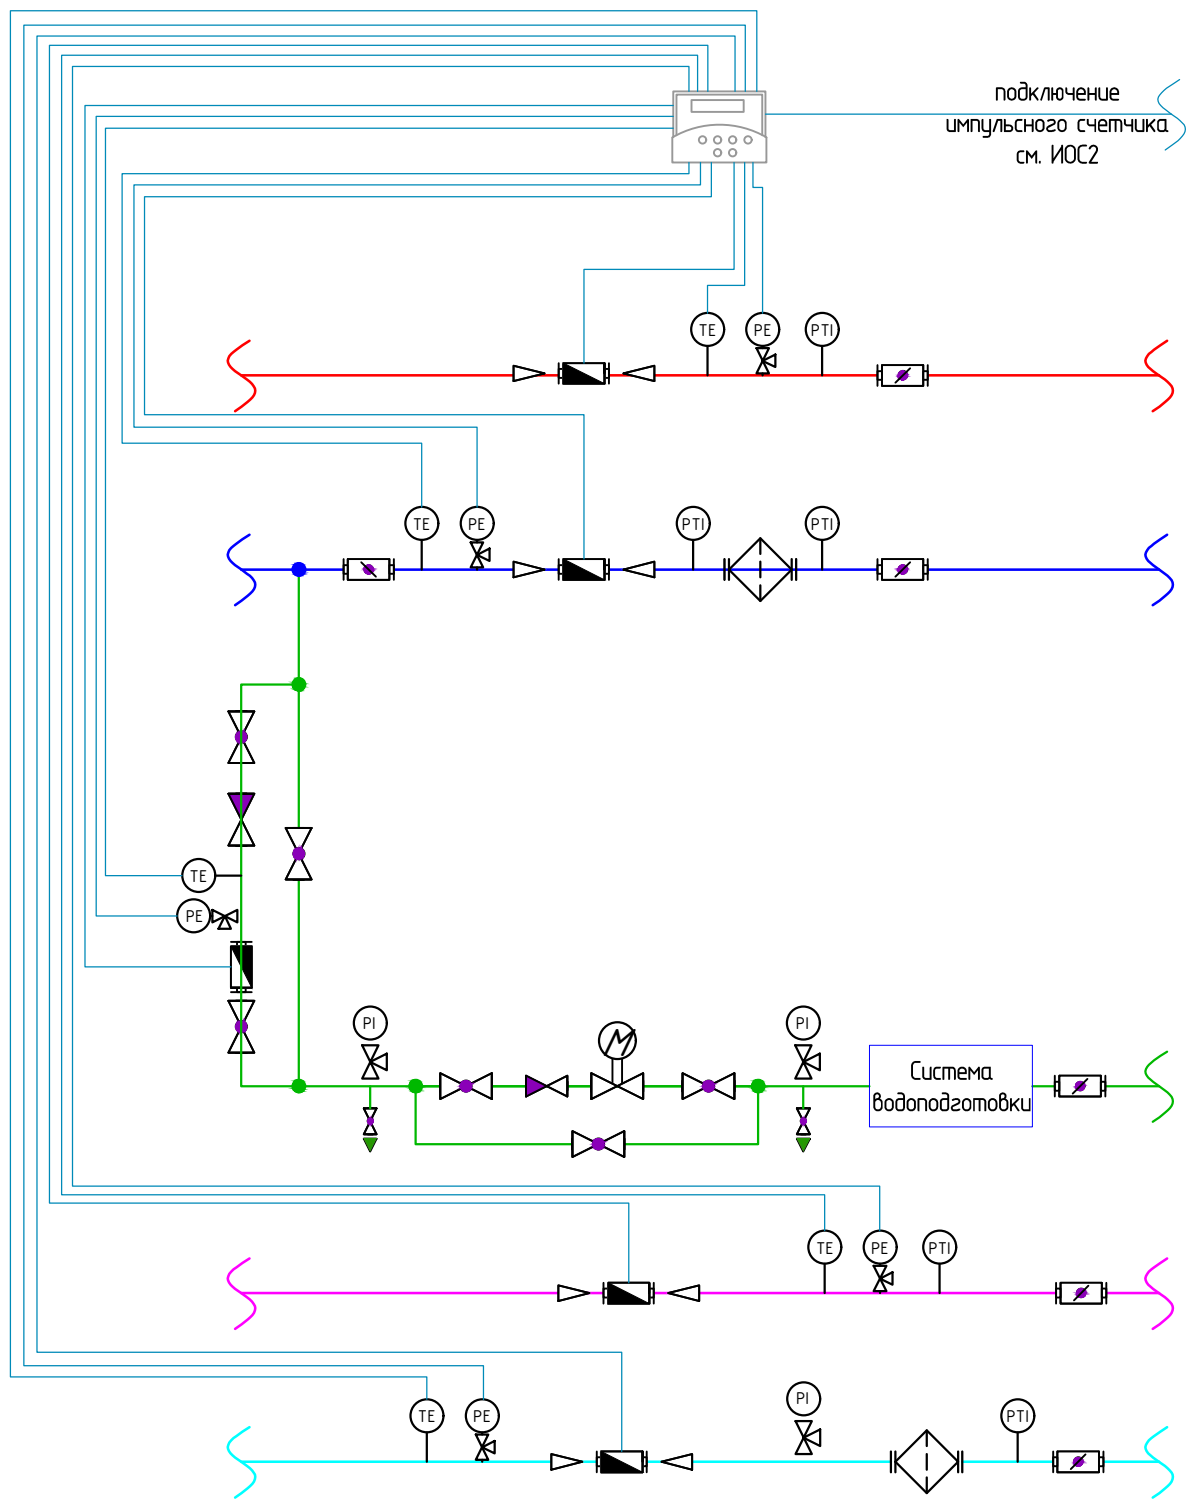 подключение
импульсного счетчика
см. ИОС2
TE
PE
PTI
TE
PE
PTI
PTI
TE
PE
PI
PI
Система
водоподготовки
TE
PE
PTI
PI
TE
PE
PTI